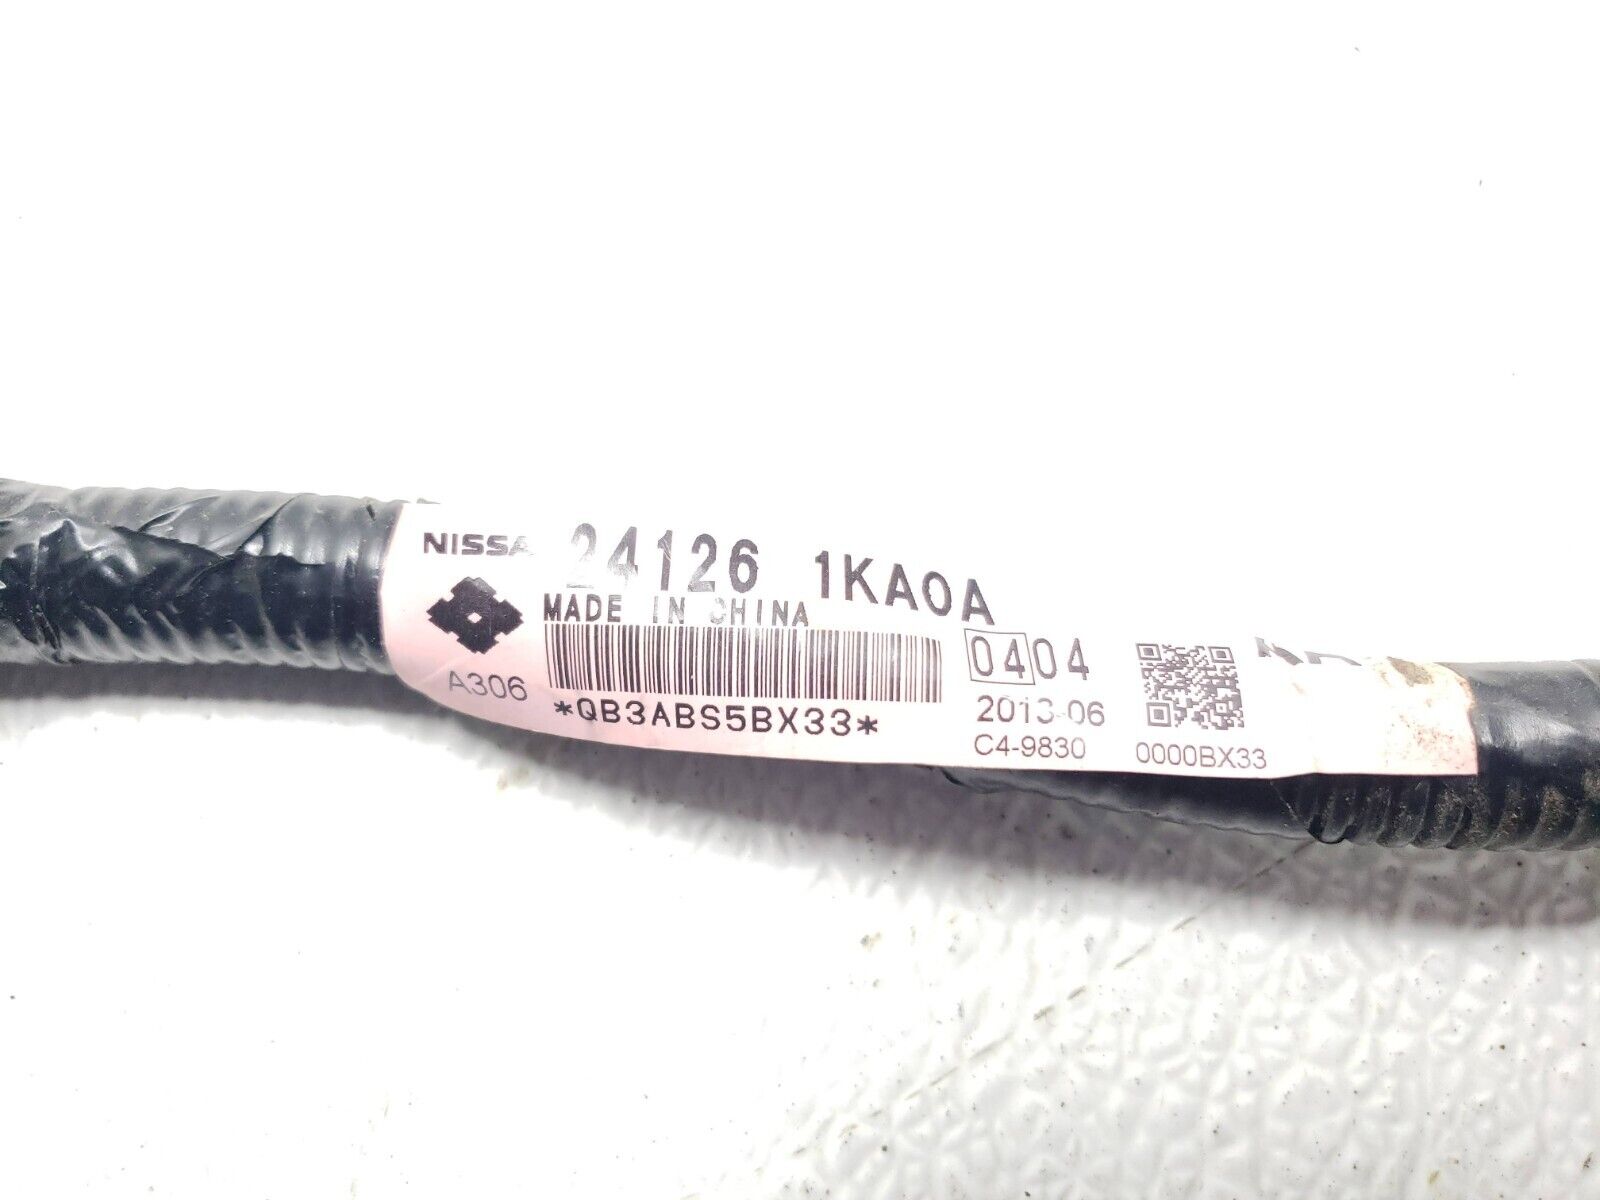 NISSA
24126 1KA0A
MADE IN CHINA
A306
*QB3ABS5BX33*
0404
2013-06
C4-9830
0000BX33